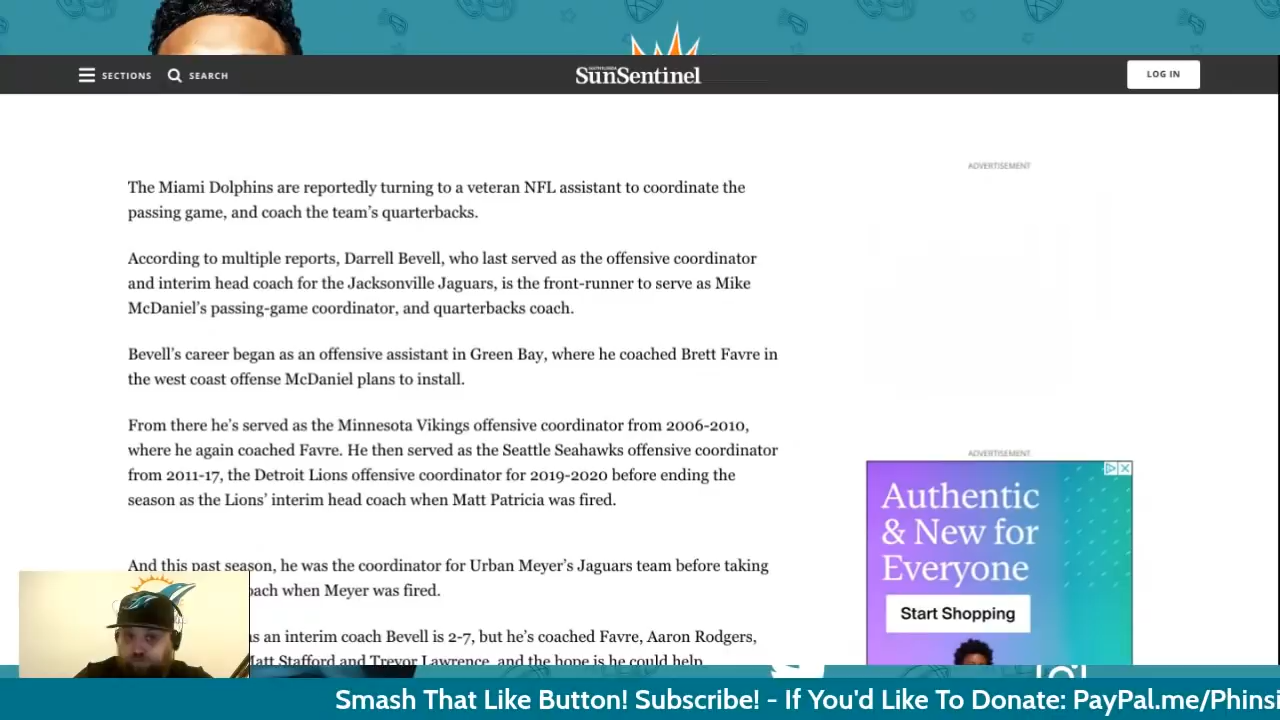 SECTIONS
SEARCH
SOUTH FLORIDA
SunSentinel
LOG IN
ADVERTISEMENT
The Miami Dolphins are reportedly turning to a veteran NFL assistant to coordinate the
passing game, and coach the team’s quarterbacks.
According to multiple reports, Darrell Bevell, who last served as the offensive coordinator
and interim head coach for the Jacksonville Jaguars, is the front-runner to serve as Mike
McDaniel’s passing-game coordinator, and quarterbacks coach.
Bevell’s career began as an offensive assistant in Green Bay, where he coached Brett Favre in
the west coast offense McDaniel plans to install.
From there he’s served as the Minnesota Vikings offensive coordinator from 2006-2010,
where he again coached Favre. He then served as the Seattle Seahawks offensive coordinator
from 2011-17, the Detroit Lions offensive coordinator for 2019-2020 before ending the
season as the Lions’ interim head coach when Matt Patricia was fired.
And this past season, he was the coordinator for Urban Meyer’s Jaguars team before taking
oach when Meyer was fired.
as an interim coach Bevell is 2-7, but he’s coached Favre, Aaron Rodgers,
Matt Stafford and Trevor Lawrence, and the hope is he could help
ADVERTISEMENT
Authentic
& New for
Everyone
Start Shopping
Smash That Like Button! Subscribe! - If You'd Like To Donate: PayPal.me/Phinsi